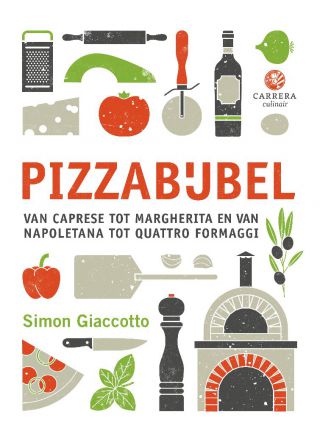 CARRERA
culinair
PIZZABIJBEL
VAN CAPRESE TOT MARGHERITA EN VAN
NAPOLETANA TOT QUATTRO FORMAGGI
Simon Giaccotto